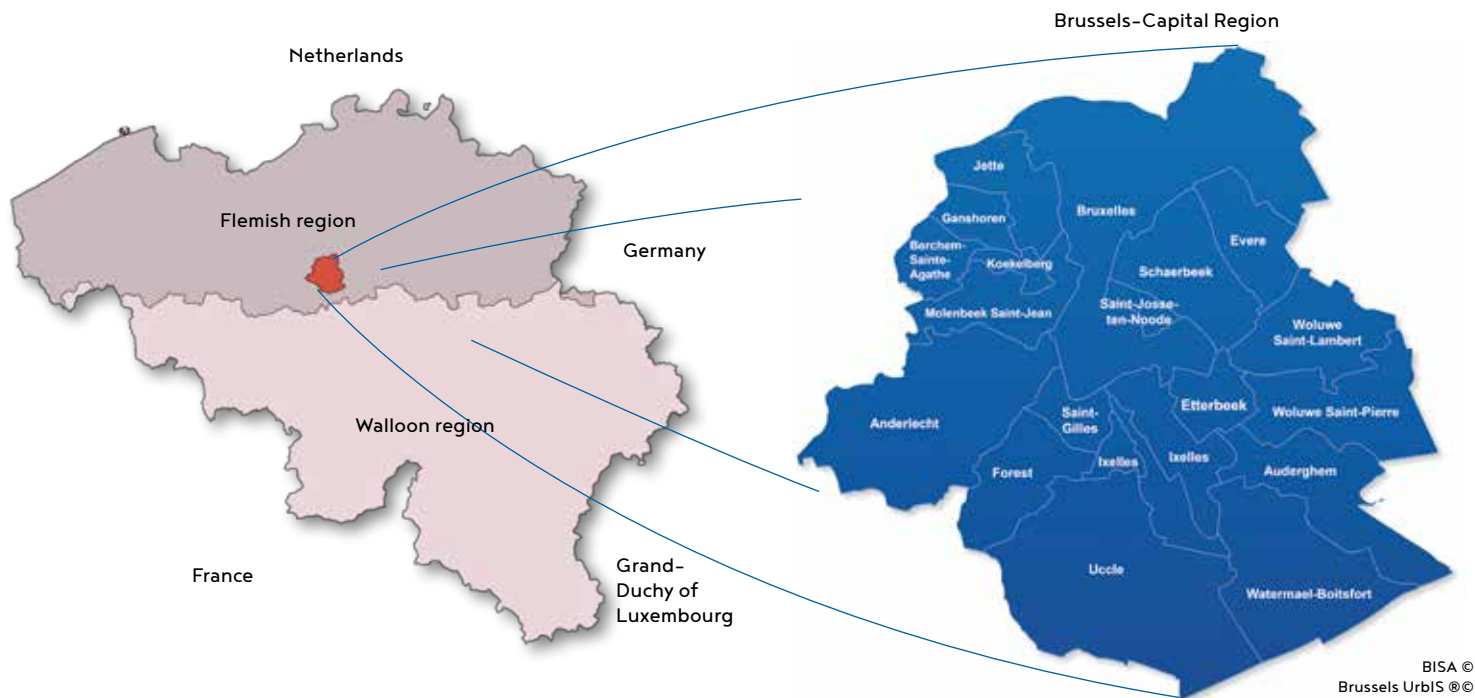 Brussels-Capital Region
Netherlands
Flemish region
Germany
Walloon region
France
Grand-
Duchy of
Luxembourg
Jette
Bruxelles
Ganshoren
Evere
Berchem-
Sainte-
Agathe
Koekelberg
Schaerbeek
Saint-Josse-
ten-Noode
Molenbeek Saint-Jean
Woluwe
Saint-Lambert
Etterbeek
Woluwe Saint-Pierre
Saint-
Gilles
Anderlecht
Ixelles
Ixelles
Auderghem
Forest
Uccle
Watermael-Boitsfort
BISA ©
Brussels UrbIS ®©